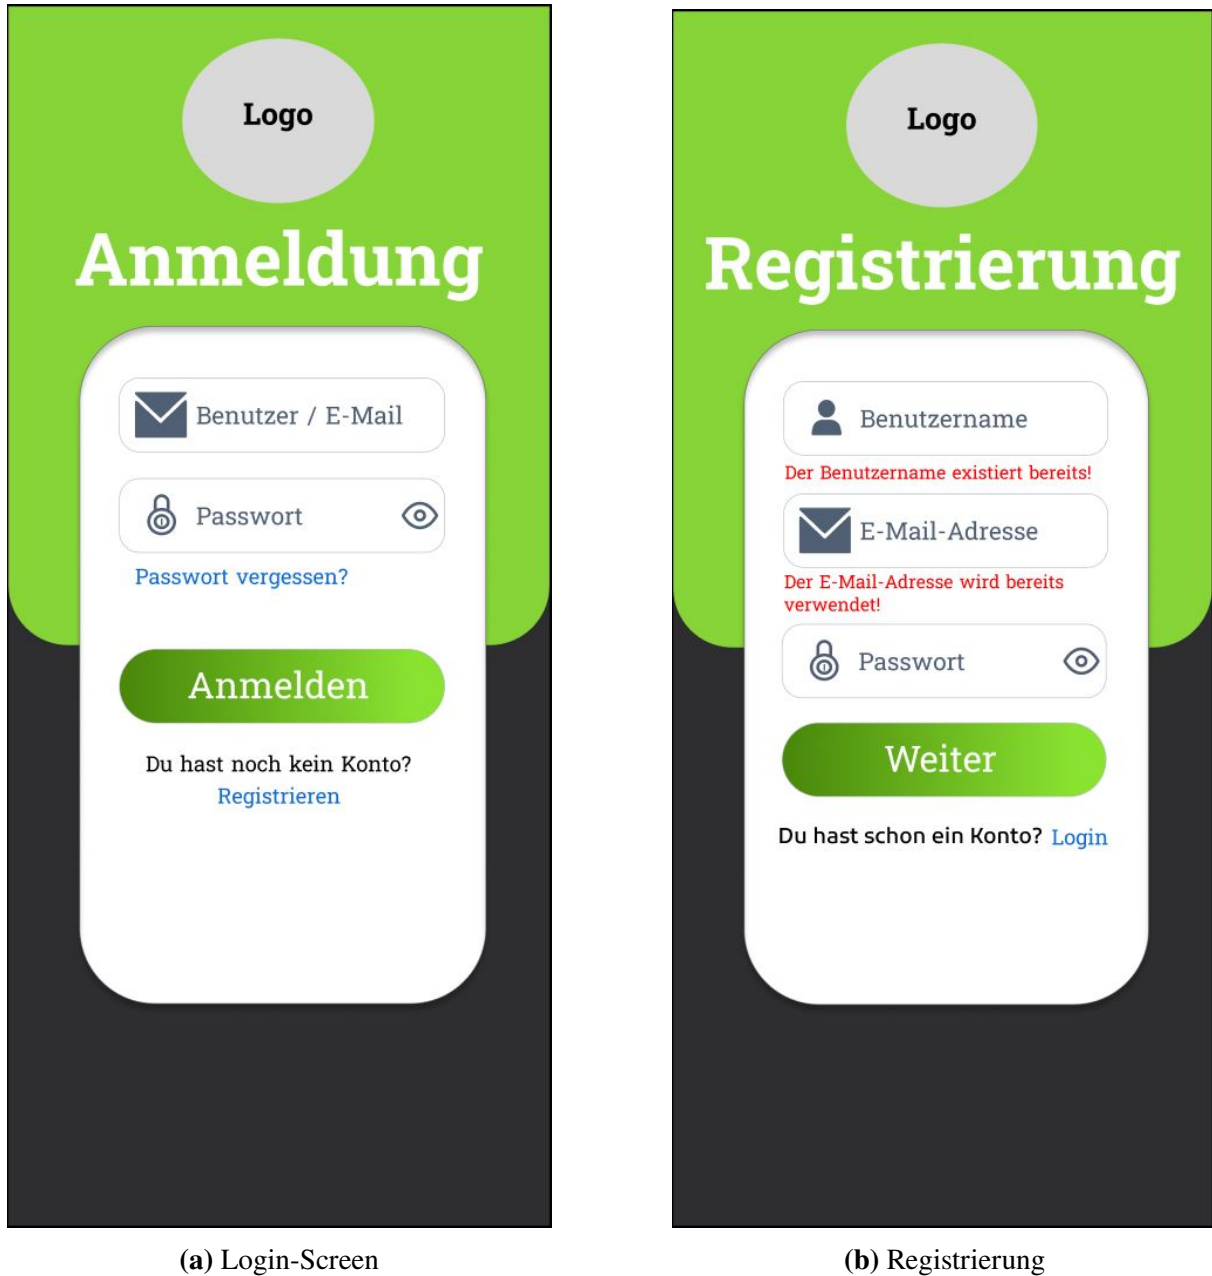 Logo
Anmeldung
Benutzer / E-Mail
Passwort
Passwort vergessen?
Anmelden
Du hast noch kein Konto?
Registrieren
(a) Login-Screen
Logo
Registrierung
Benutzername
Der Benutzername existiert bereits!
E-Mail-Adresse
Der E-Mail-Adresse wird bereits
verwendet!
Passwort
Weiter
Du hast schon ein Konto? Login
(b) Registrierung